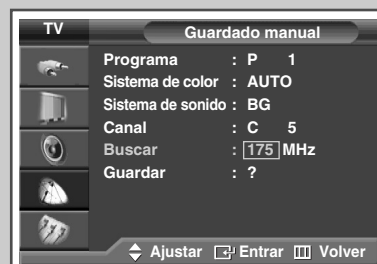 TV
Guardado manual
Programa : P 1
Sistema de color : AUTO
Sistema de sonido : BG
Canal : C 5
Buscar : 175 MHz
Guardar : ?
Ajustar Entrar Volver